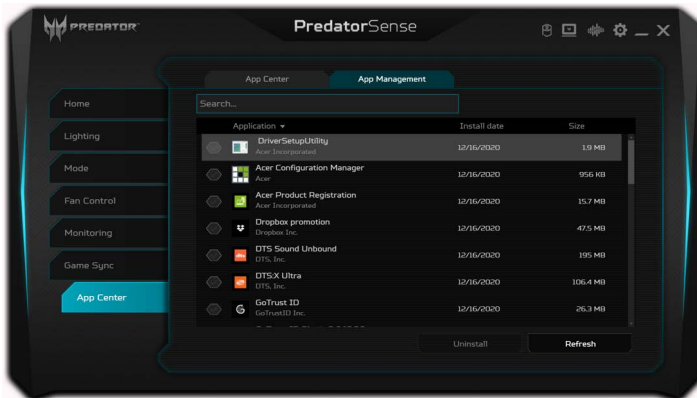 PREDATOR
PredatorSense
App Center
App Management
Home
Lighting
Mode
Fan Control
Monitoring
Game Sync
App Center
Search...
Application Install date Size
DriverSetupUtility
Acer Incorporated
12/16/2020 1.9 MB
Acer Configuration Manager
Acer
12/16/2020 956 KB
Acer Product Registration
Acer Incorporated
12/16/2020 15.7 MB
Dropbox promotion
Dropbox Inc.
12/16/2020 47.5 MB
DTS Sound Unbound
DTS, Inc.
12/16/2020 195 MB
DTS:X Ultra
DTS, Inc.
12/16/2020 106.4 MB
GoTrust ID
GoTrustID Inc.
12/16/2020 26.3 MB
Uninstall Refresh